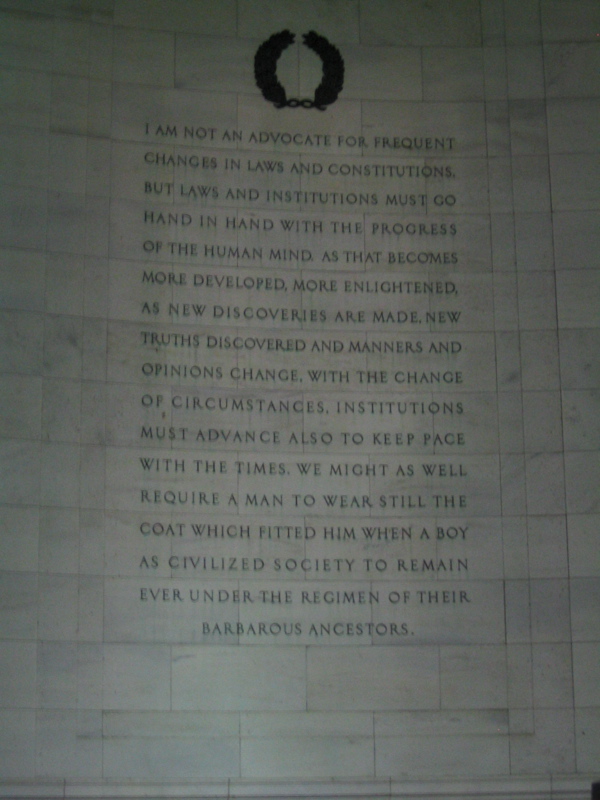 I AM NOT AN ADVOCATE FOR FREQUENT
CHANGES IN LAWS AND CONSTITUTIONS,
BUT LAWS AND INSTITUTIONS MUST GO
HAND IN HAND WITH THE PROGRESS
OF THE HUMAN MIND. AS THAT BECOMES
MORE DEVELOPED, MORE ENLIGHTENED,
AS NEW DISCOVERIES ARE MADE, NEW
TRUTHS DISCOVERED AND MANNERS AND
OPINIONS CHANGE, WITH THE CHANGE
OF CIRCUMSTANCES, INSTITUTIONS
MUST ADVANCE ALSO TO KEEP PACE
WITH THE TIMES. WE MIGHT AS WELL
REQUIRE A MAN TO WEAR STILL THE
COAT WHICH FITTED HIM WHEN A BOY
AS CIVILIZED SOCIETY TO REMAIN
EVER UNDER THE REGIMEN OF THEIR
BARBAROUS ANCESTORS.